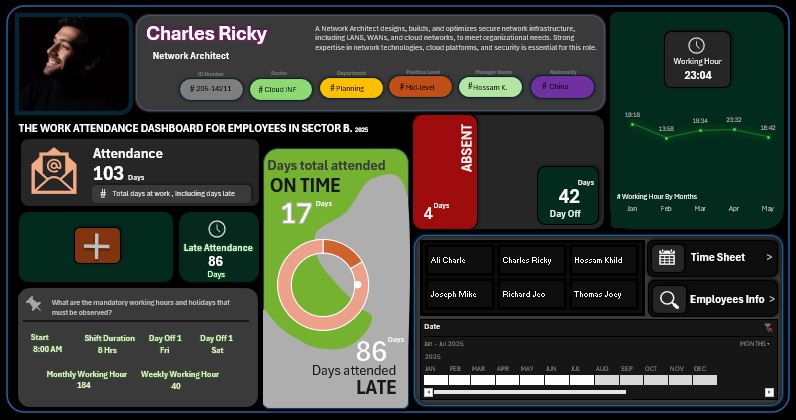 Charles Ricky
Network Architect
A Network Architect designs, builds, and optimizes secure network infrastructure,
including LANS, WANs, and cloud networks, to meet organizational needs. Strong
expertise in network technologies, cloud platforms, and security is essential for this role.
ID Number
Sector
Department
Position Level
Manager Name
Nationality
# 205-14211
# Cloud INF
#Planning
# Mid-level
#Hossam K.
# China
Working Hour
23:04
19:18
13:58
19:34
23:32
18:42
# Working Hour By Months
Jan Feb Mar Apr May
THE WORK ATTENDANCE DASHBOARD FOR EMPLOYEES IN SECTOR B. 2025
Attendance
103 Days
# Total days at work , Including days late
Late Attendance
86
Days
What are the mandatory working hours and holidays that
must be observed?
Start
8:00 AM
Shift Duration
8 Hrs
Day Off 1
Fri
Day Off 1
Sat
Monthly Working Hour
184
Weekly Working Hour
40
Days total attended
ON TIME
17 Days
86 Days
Days attended
LATE
ABSENT
4 Days
Days
42
Day Off
Ali Charle
Charles Ricky
Hossam Khild
Joseph Mike
Richard Jeo
Thomas Joey
Time Sheet >
Employees Info >
Date
Jan - Jul 2025
MONTHS
2025
JAN FEB MAR APR MAY JUN JUL AUG SEP OCT NOV DEC